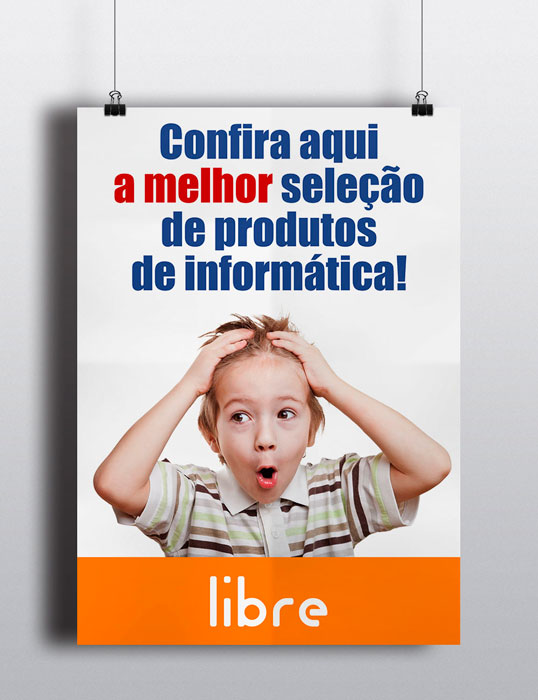 Confira aqui
a melhor seleção
de produtos
de informática!
libre